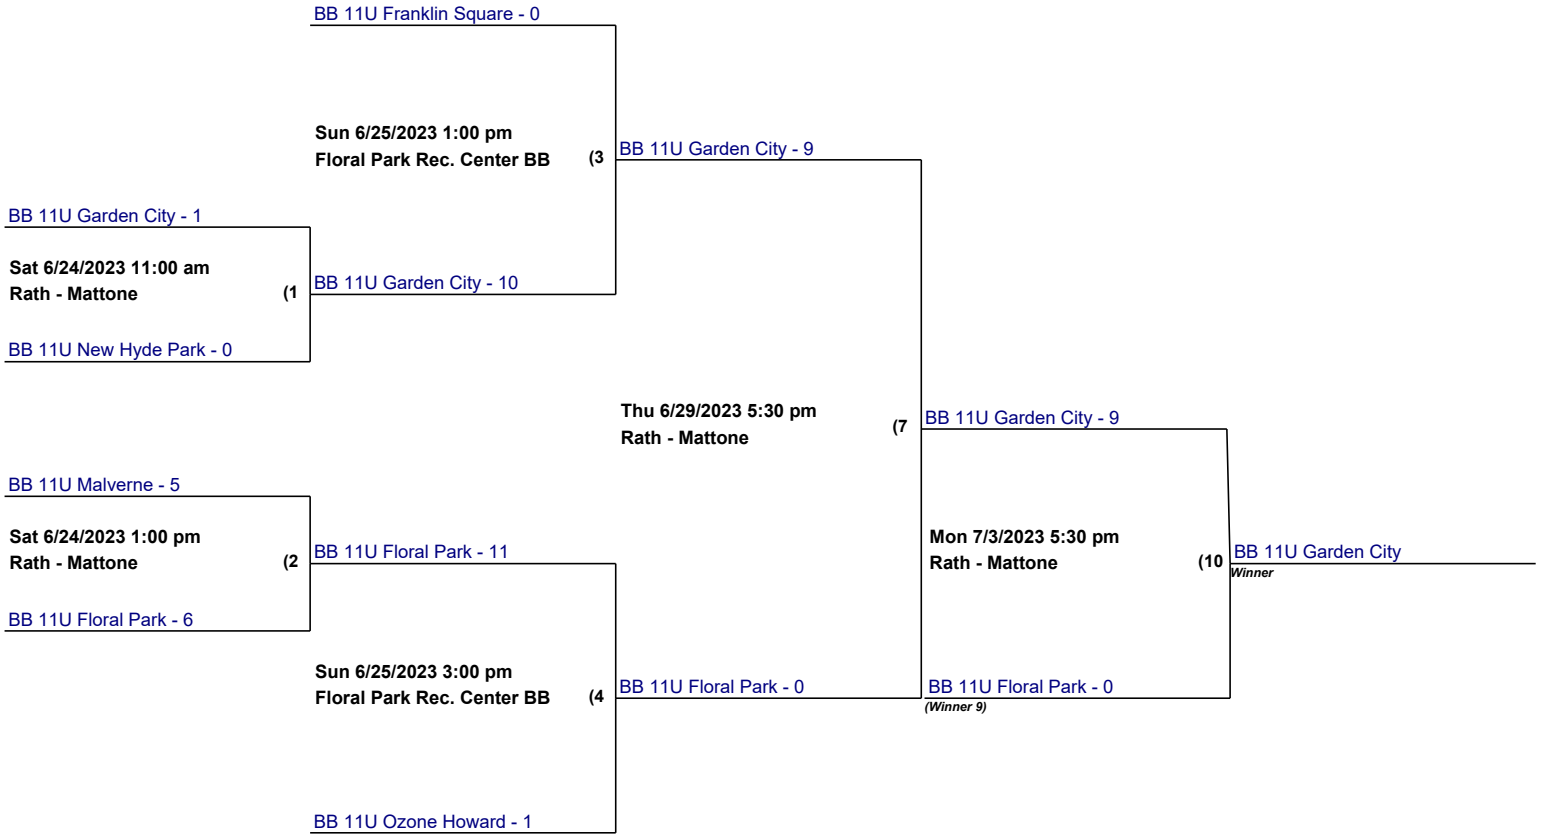 BB 11U Franklin Square - 0
Sun 6/25/2023 1:00 pm
Floral Park Rec. Center BB (3
BB 11U Garden City - 9
BB 11U Garden City - 1
Sat 6/24/2023 11:00 am
Rath - Mattone (1
BB 11U Garden City - 10
BB 11U New Hyde Park - 0
Thu 6/29/2023 5:30 pm
Rath - Mattone (7
BB 11U Garden City - 9
BB 11U Malverne - 5
Sat 6/24/2023 1:00 pm
Rath - Mattone (2
BB 11U Floral Park - 11
Mon 7/3/2023 5:30 pm
Rath - Mattone (10
BB 11U Garden City
Winner
BB 11U Floral Park - 6
Sun 6/25/2023 3:00 pm
Floral Park Rec. Center BB (4
BB 11U Floral Park - 0
BB 11U Floral Park - 0
(Winner 9)
BB 11U Ozone Howard - 1